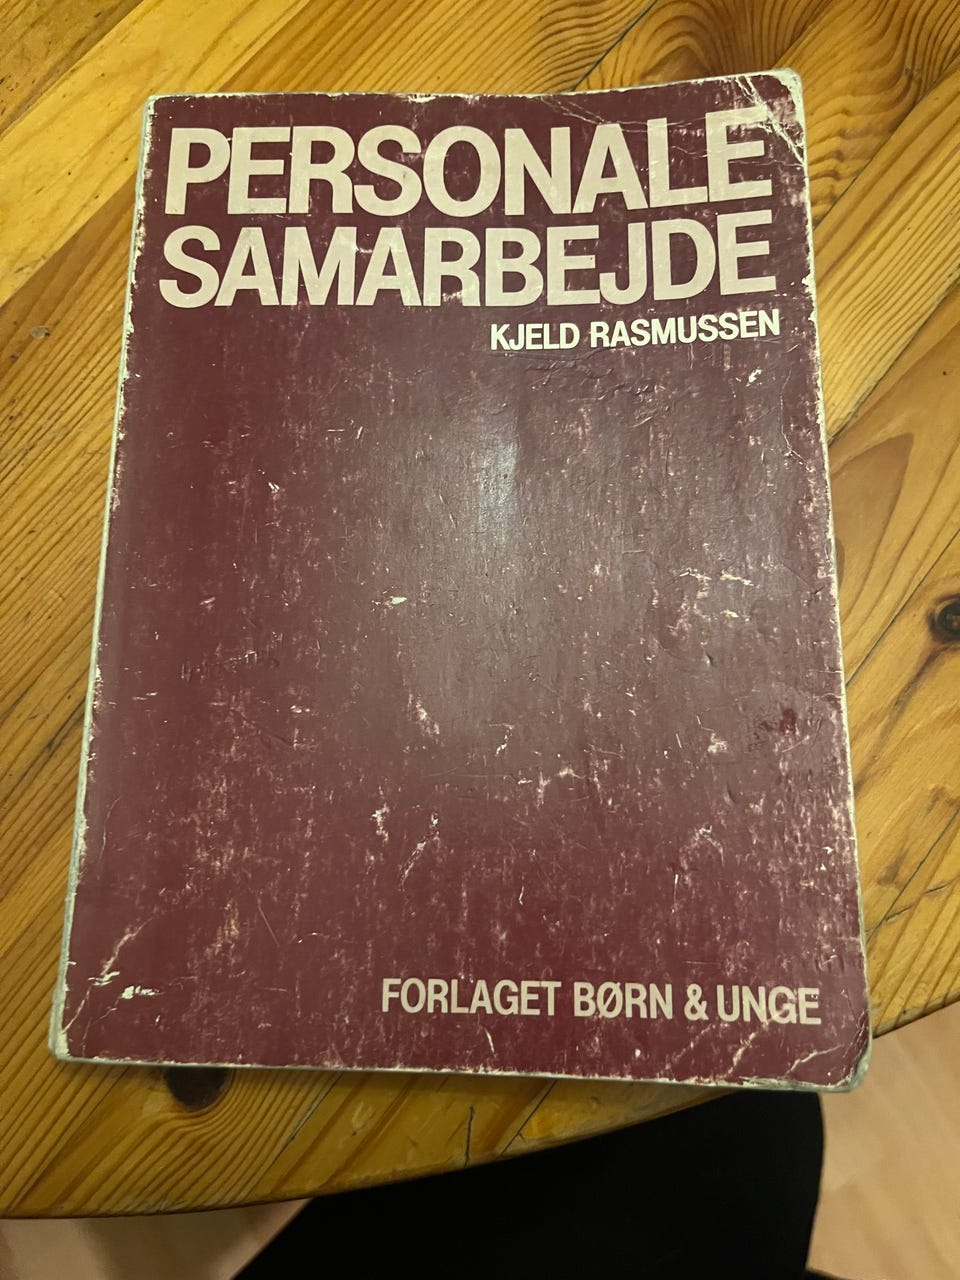 PERSONALE
SAMARBEJDE
KJELD RASMUSSEN
FORLAGET BØRN & UNGE